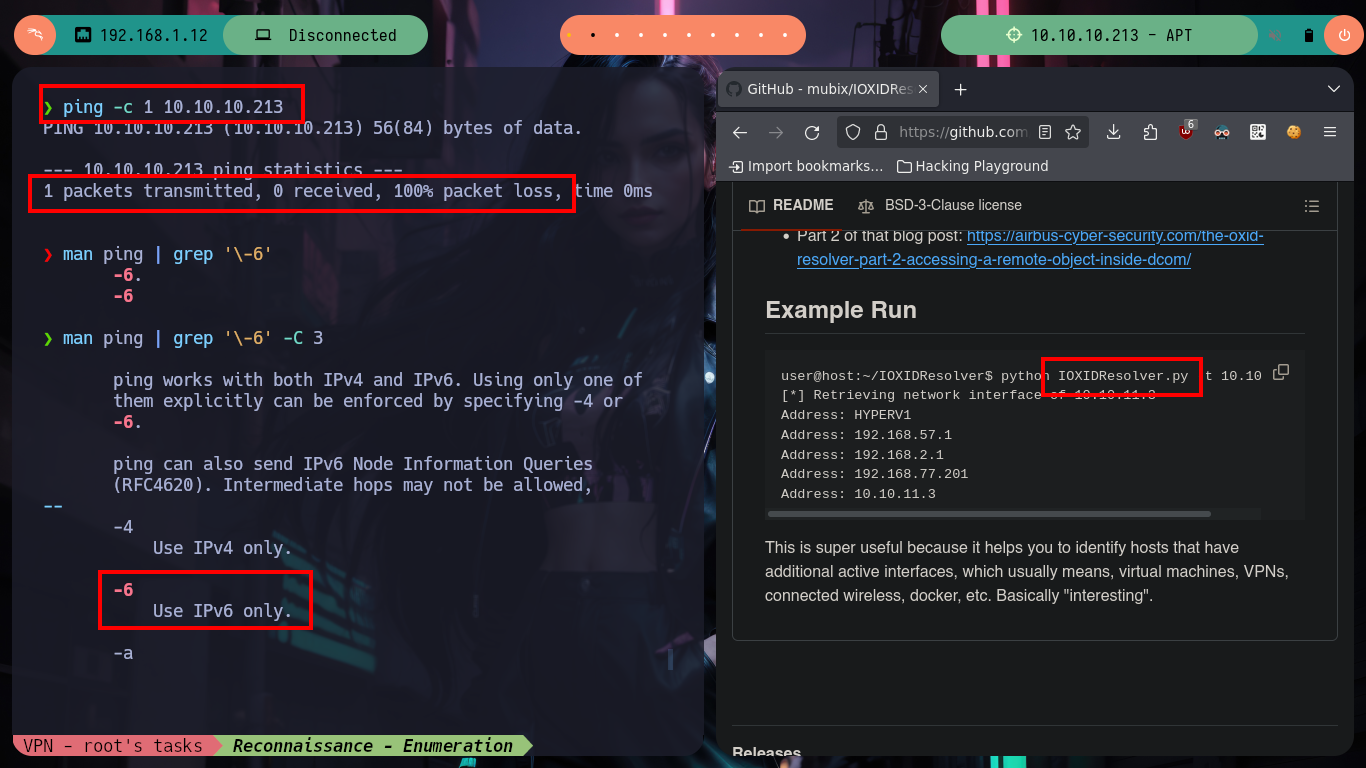 192.168.1.12
Disconnected
10.10.10.213 - APT
❯ ping -c 1 10.10.10.213
PING 10.10.10.213 (10.10.10.213) 56(84) bytes of data.
--- 10.10.10.213 ping statistics ---
1 packets transmitted, 0 received, 100% packet loss, time 0ms
❯ man ping | grep '\-6'
-6.
-6
❯ man ping | grep '\-6' -C 3
ping works with both IPv4 and IPv6. Using only one of
them explicitly can be enforced by specifying -4 or
-6.
ping can also send IPv6 Node Information Queries
(RFC4620). Intermediate hops may not be allowed,
--
-4
Use IPv4 only.
-6
Use IPv6 only.
-a
VPN - root's tasks
Reconnaissance - Enumeration
GitHub - mubix/IOXIDRes
https://github.com
6
Import bookmarks...
Hacking Playground
README
BSD-3-Clause license
• Part 2 of that blog post: https://airbus-cyber-security.com/the-oxid-
resolver-part-2-accessing-a-remote-object-inside-dcom/
Example Run
user@host:~/IOXIDResolver$ python IOXIDResolver.py t 10.10
[*] Retrieving network interface of 10.10.11.3
Address: HYPERV1
Address: 192.168.57.1
Address: 192.168.2.1
Address: 192.168.77.201
Address: 10.10.11.3
This is super useful because it helps you to identify hosts that have
additional active interfaces, which usually means, virtual machines, VPNs,
connected wireless, docker, etc. Basically "interesting".
Releases